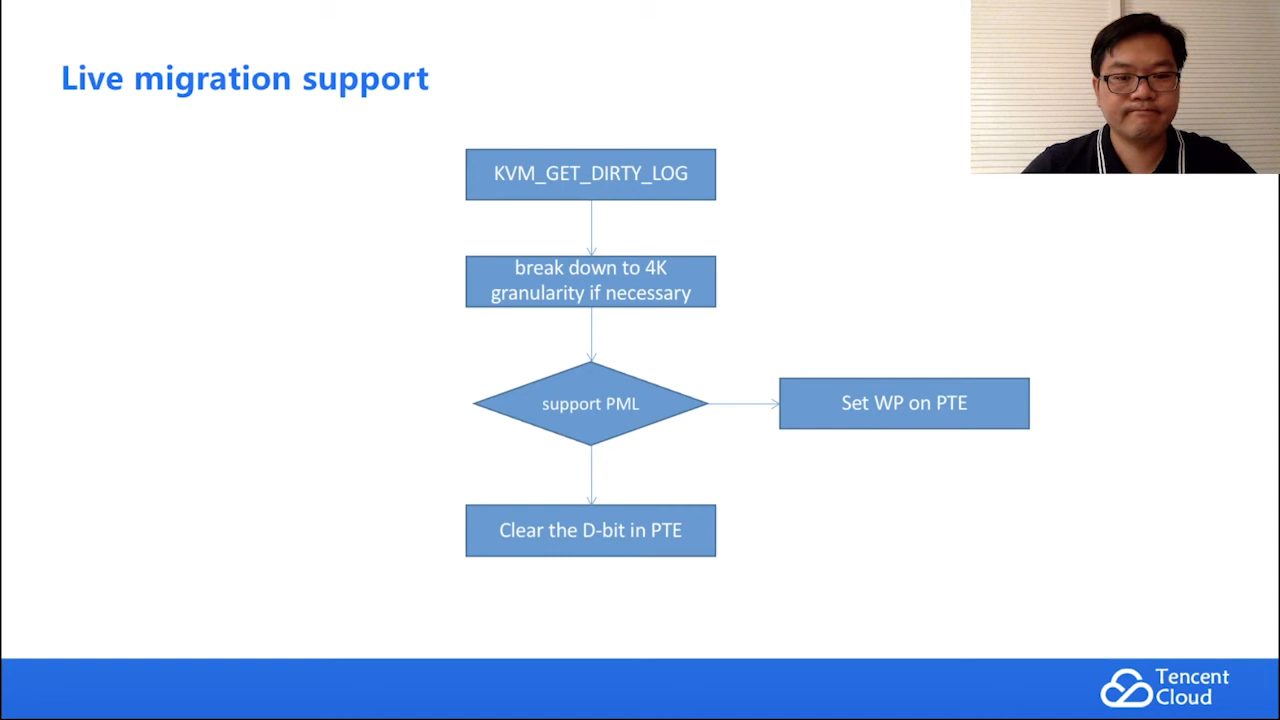 Live migration support
KVM_GET_DIRTY_LOG
break down to 4K
granularity if necessary
support PML
Set WP on PTE
Clear the D-bit in PTE
Tencent
Cloud